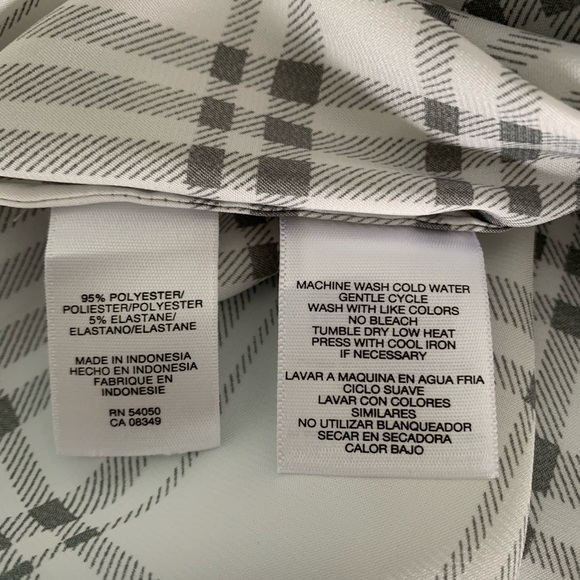 95% POLYESTER/
POLIESTER/POLYESTER
5% ELASTANE/
ELASTANO/ELASTANE
MADE IN INDONESIA
HECHO EN INDONESIA
FABRIQUE EN
INDONESIE
RN 54050
CA 08349
MACHINE WASH COLD WATER
GENTLE CYCLE
WASH WITH LIKE COLORS
NO BLEACH
TUMBLE DRY LOW HEAT
PRESS WITH COOL IRON
IF NECESSARY
LAVAR A MAQUINA EN AGUA FRIA
CICLO SUAVE
LAVAR CON COLORES
SIMILARES
NO UTILIZAR BLANQUEADOR
SECAR EN SECADORA
CALOR BAJO